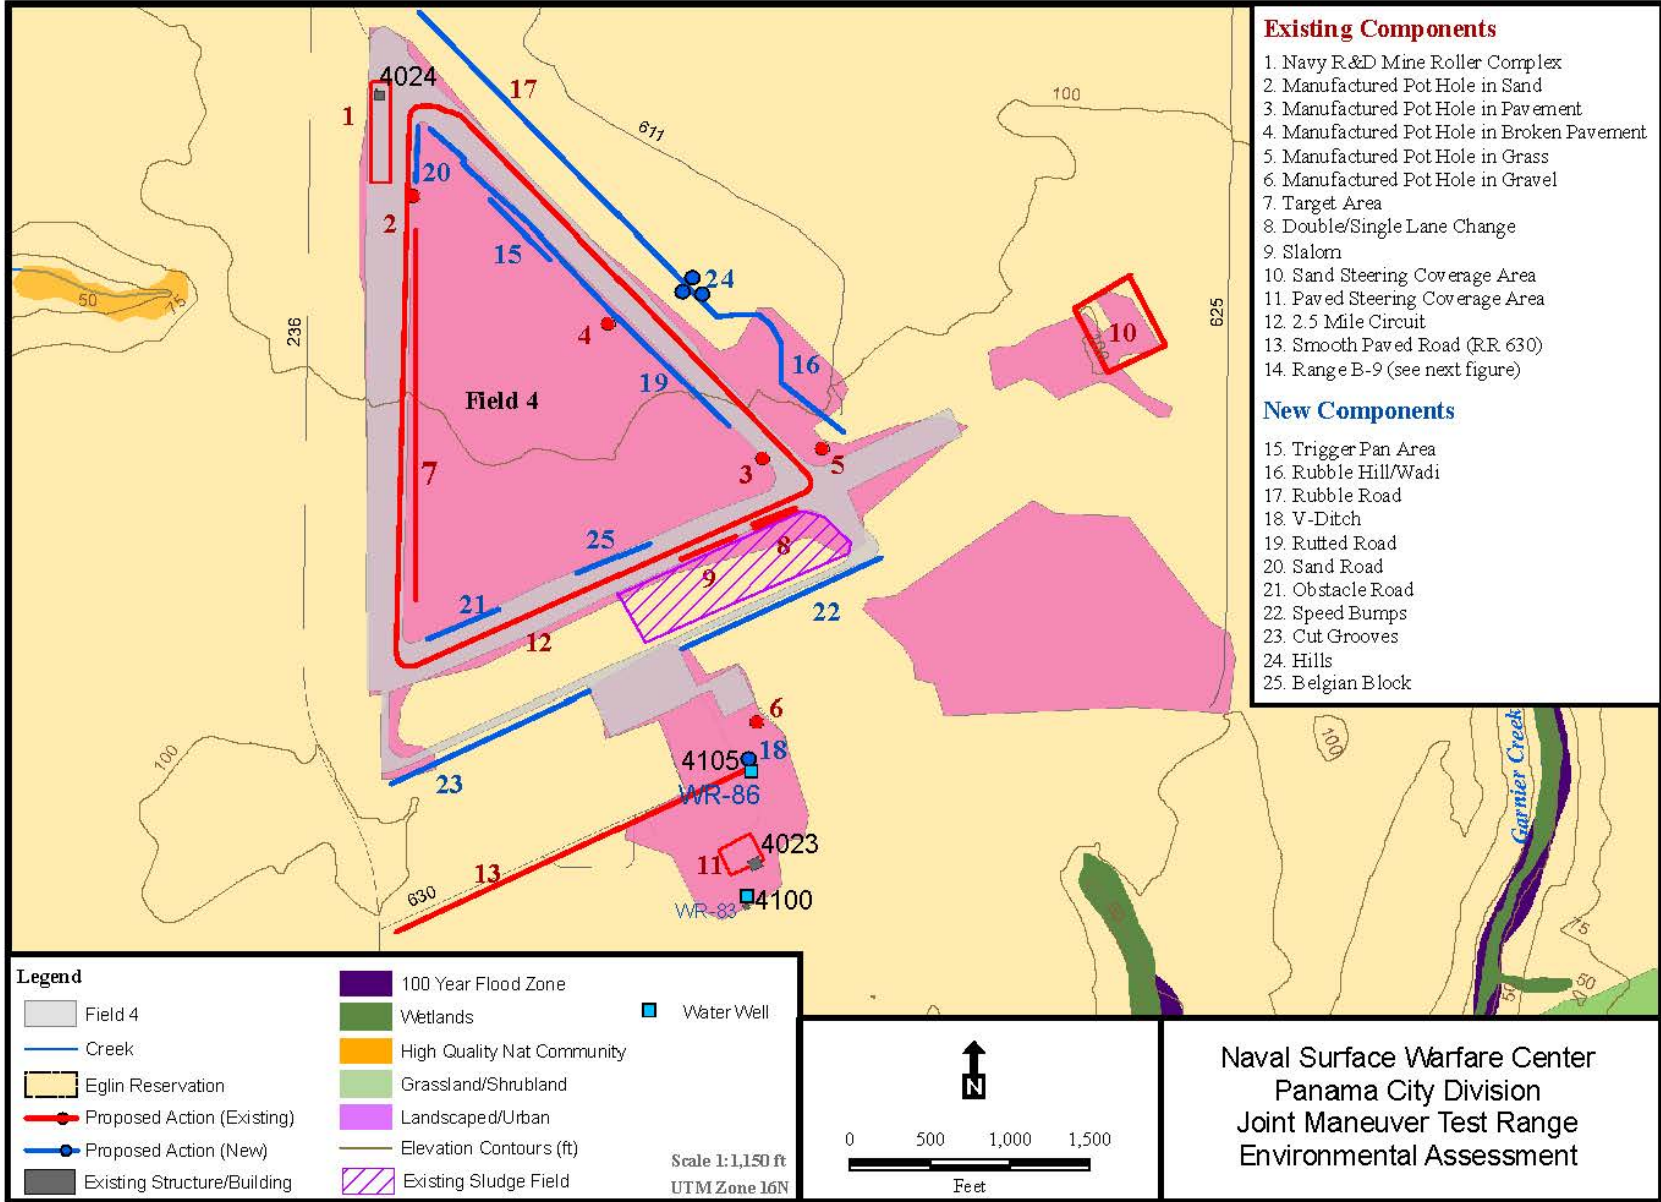 4024
1
17
611
100
20
2
15
24
50
75
236
625
4
10
16
Field 4
19
7
3
5
25
8
9
21
22
12
6
18
4105
WR-86
23
100
100
4023
11
13
630
WR-83
4100
Garnier Creek
75
50
50
Existing Components
1. Navy R&D Mine Roller Complex
2. Manufactured Pot Hole in Sand
3. Manufactured Pot Hole in Pavement
4. Manufactured Pot Hole in Broken Pavement
5. Manufactured Pot Hole in Grass
6. Manufactured Pot Hole in Gravel
7. Target Area
8. Double/Single Lane Change
9. Slalom
10. Sand Steering Coverage Area
11. Paved Steering Coverage Area
12. 2.5 Mile Circuit
13. Smooth Paved Road (RR 630)
14. Range B-9 (see next figure)
New Components
15. Trigger Pan Area
16. Rubble Hill/Wadi
17. Rubble Road
18. V-Ditch
19. Rutted Road
20. Sand Road
21. Obstacle Road
22. Speed Bumps
23. Cut Grooves
24. Hills
25. Belgian Block
Legend
Field 4
Creek
Eglin Reservation
Proposed Action (Existing)
Proposed Action (New)
Existing Structure/Building
100 Year Flood Zone
Wetlands
High Quality Nat Community
Grassland/Shrubland
Landscaped/Urban
Elevation Contours (ft)
Existing Sludge Field
Water Well
Scale 1:1,150 ft
UTM Zone 16N
N
0 500 1,000 1,500
Feet
Naval Surface Warfare Center
Panama City Division
Joint Maneuver Test Range
Environmental Assessment